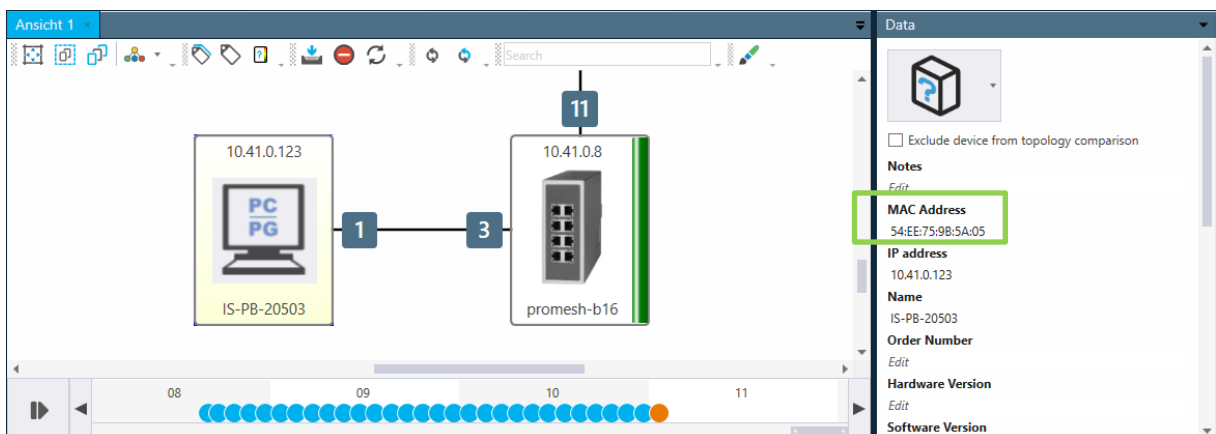 Ansicht 1 ×
Search
11
10.41.0.123
PC
PG
IS-PB-20503
1
3
10.41.0.8
promesh-b16
08
09
10
11
Data
Exclude device from topology comparison
Notes
Edit
MAC Address
54:EE:75:9B:5A:05
IP address
10.41.0.123
Name
IS-PB-20503
Order Number
Edit
Hardware Version
Edit
Software Version